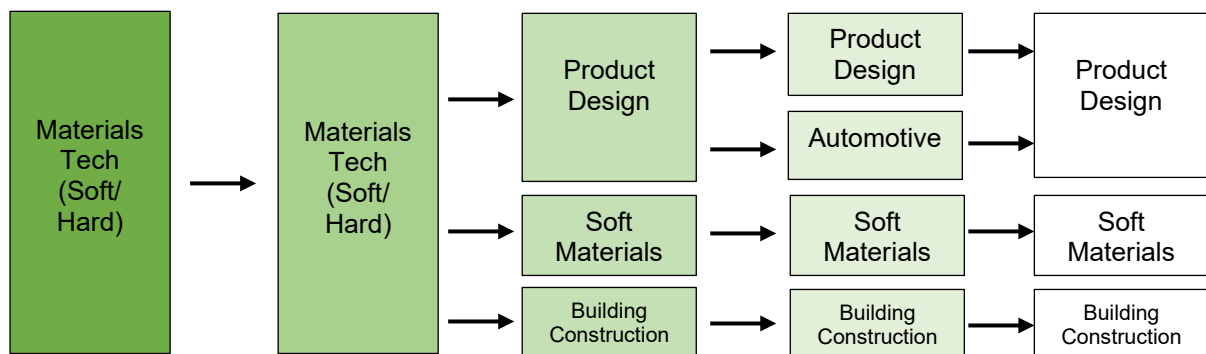 Materials
Tech
(Soft/
Hard)
Materials
Tech
(Soft/
Hard)
Product
Design
Soft
Materials
Building
Construction
Product
Design
Automotive
Soft
Materials
Building
Construction
Product
Design
Soft
Materials
Building
Construction